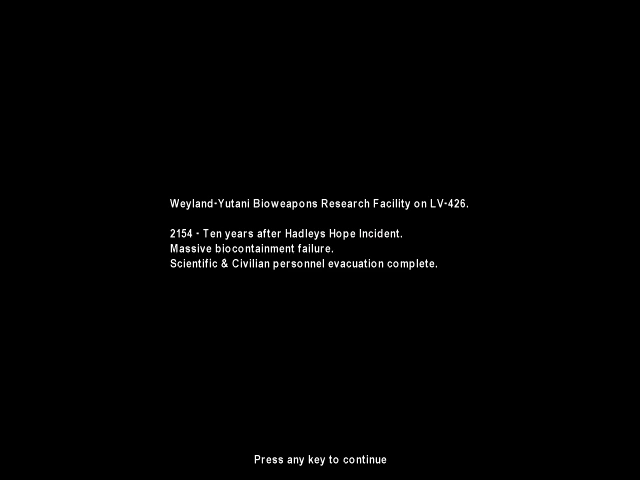 Weyland-Yutani Bioweapons Research Facility on LV-426.
2154 - Ten years after Hadleys Hope Incident.
Massive biocontainment failure.
Scientific & Civilian personnel evacuation complete.
Press any key to continue